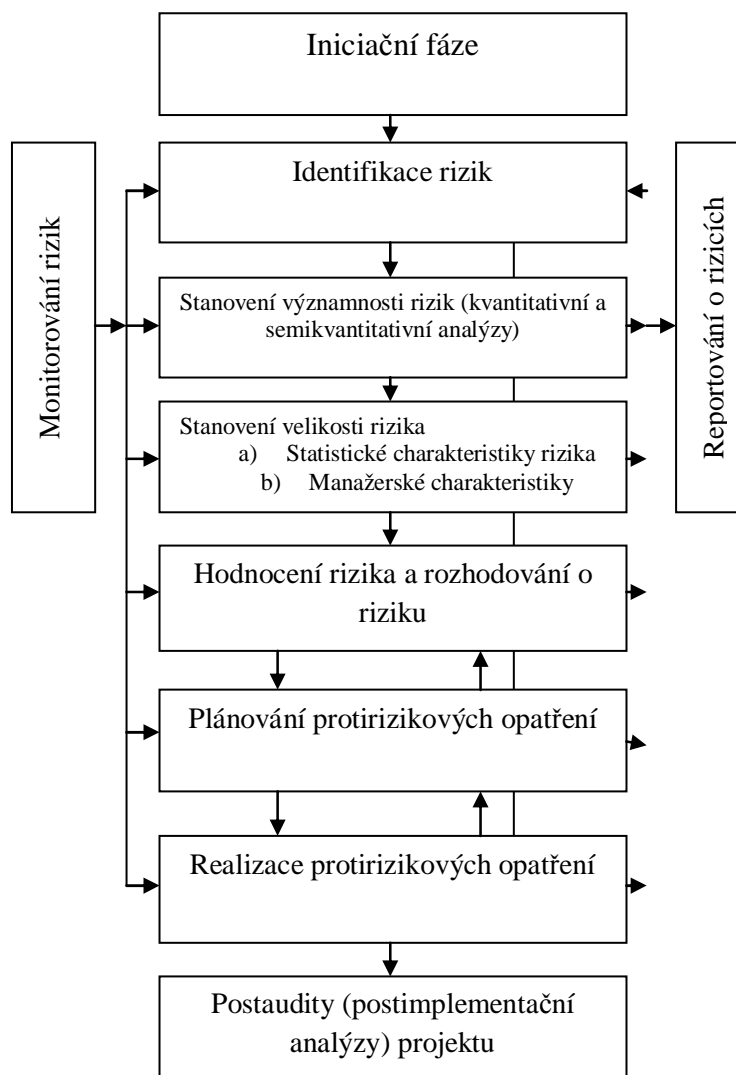 Iniciační fáze
Identifikace rizik
Monitorování rizik
Reportování o rizicích
Stanovení významnosti rizik (kvantitativní a
semikvantitativní analýzy)
Stanovení velikosti rizika
a) Statistické charakteristiky rizika
b) Manažerské charakteristiky
Hodnocení rizika a rozhodování o
riziku
Plánování protirizikových opatření
Realizace protirizikových opatření
Postaudity (postimplementační
analýzy) projektu